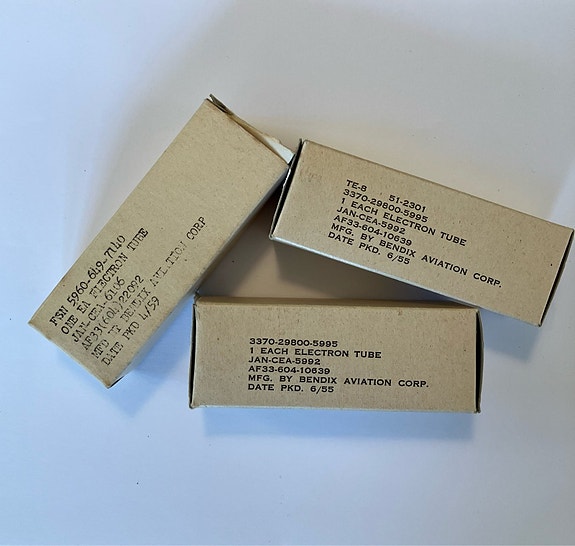 FSN 5960-649-7140
ONE EA ELECTRON TUBE
JAN-CEA-6106
AF33(604)22092
MFD BY BENDIX AVIATION CORP
DATE PKD 4/59
TE-8 51-2301
3370-29800-5995
1 EACH ELECTRON TUBE
JAN-CEA-5992
AF33-604-10639
MFG. BY BENDIX AVIATION CORP.
DATE PKD. 6/55
3370-29800-5995
1 EACH ELECTRON TUBE
JAN-CEA-5992
AF33-604-10639
MFG. BY BENDIX AVIATION CORP.
DATE PKD. 6/55